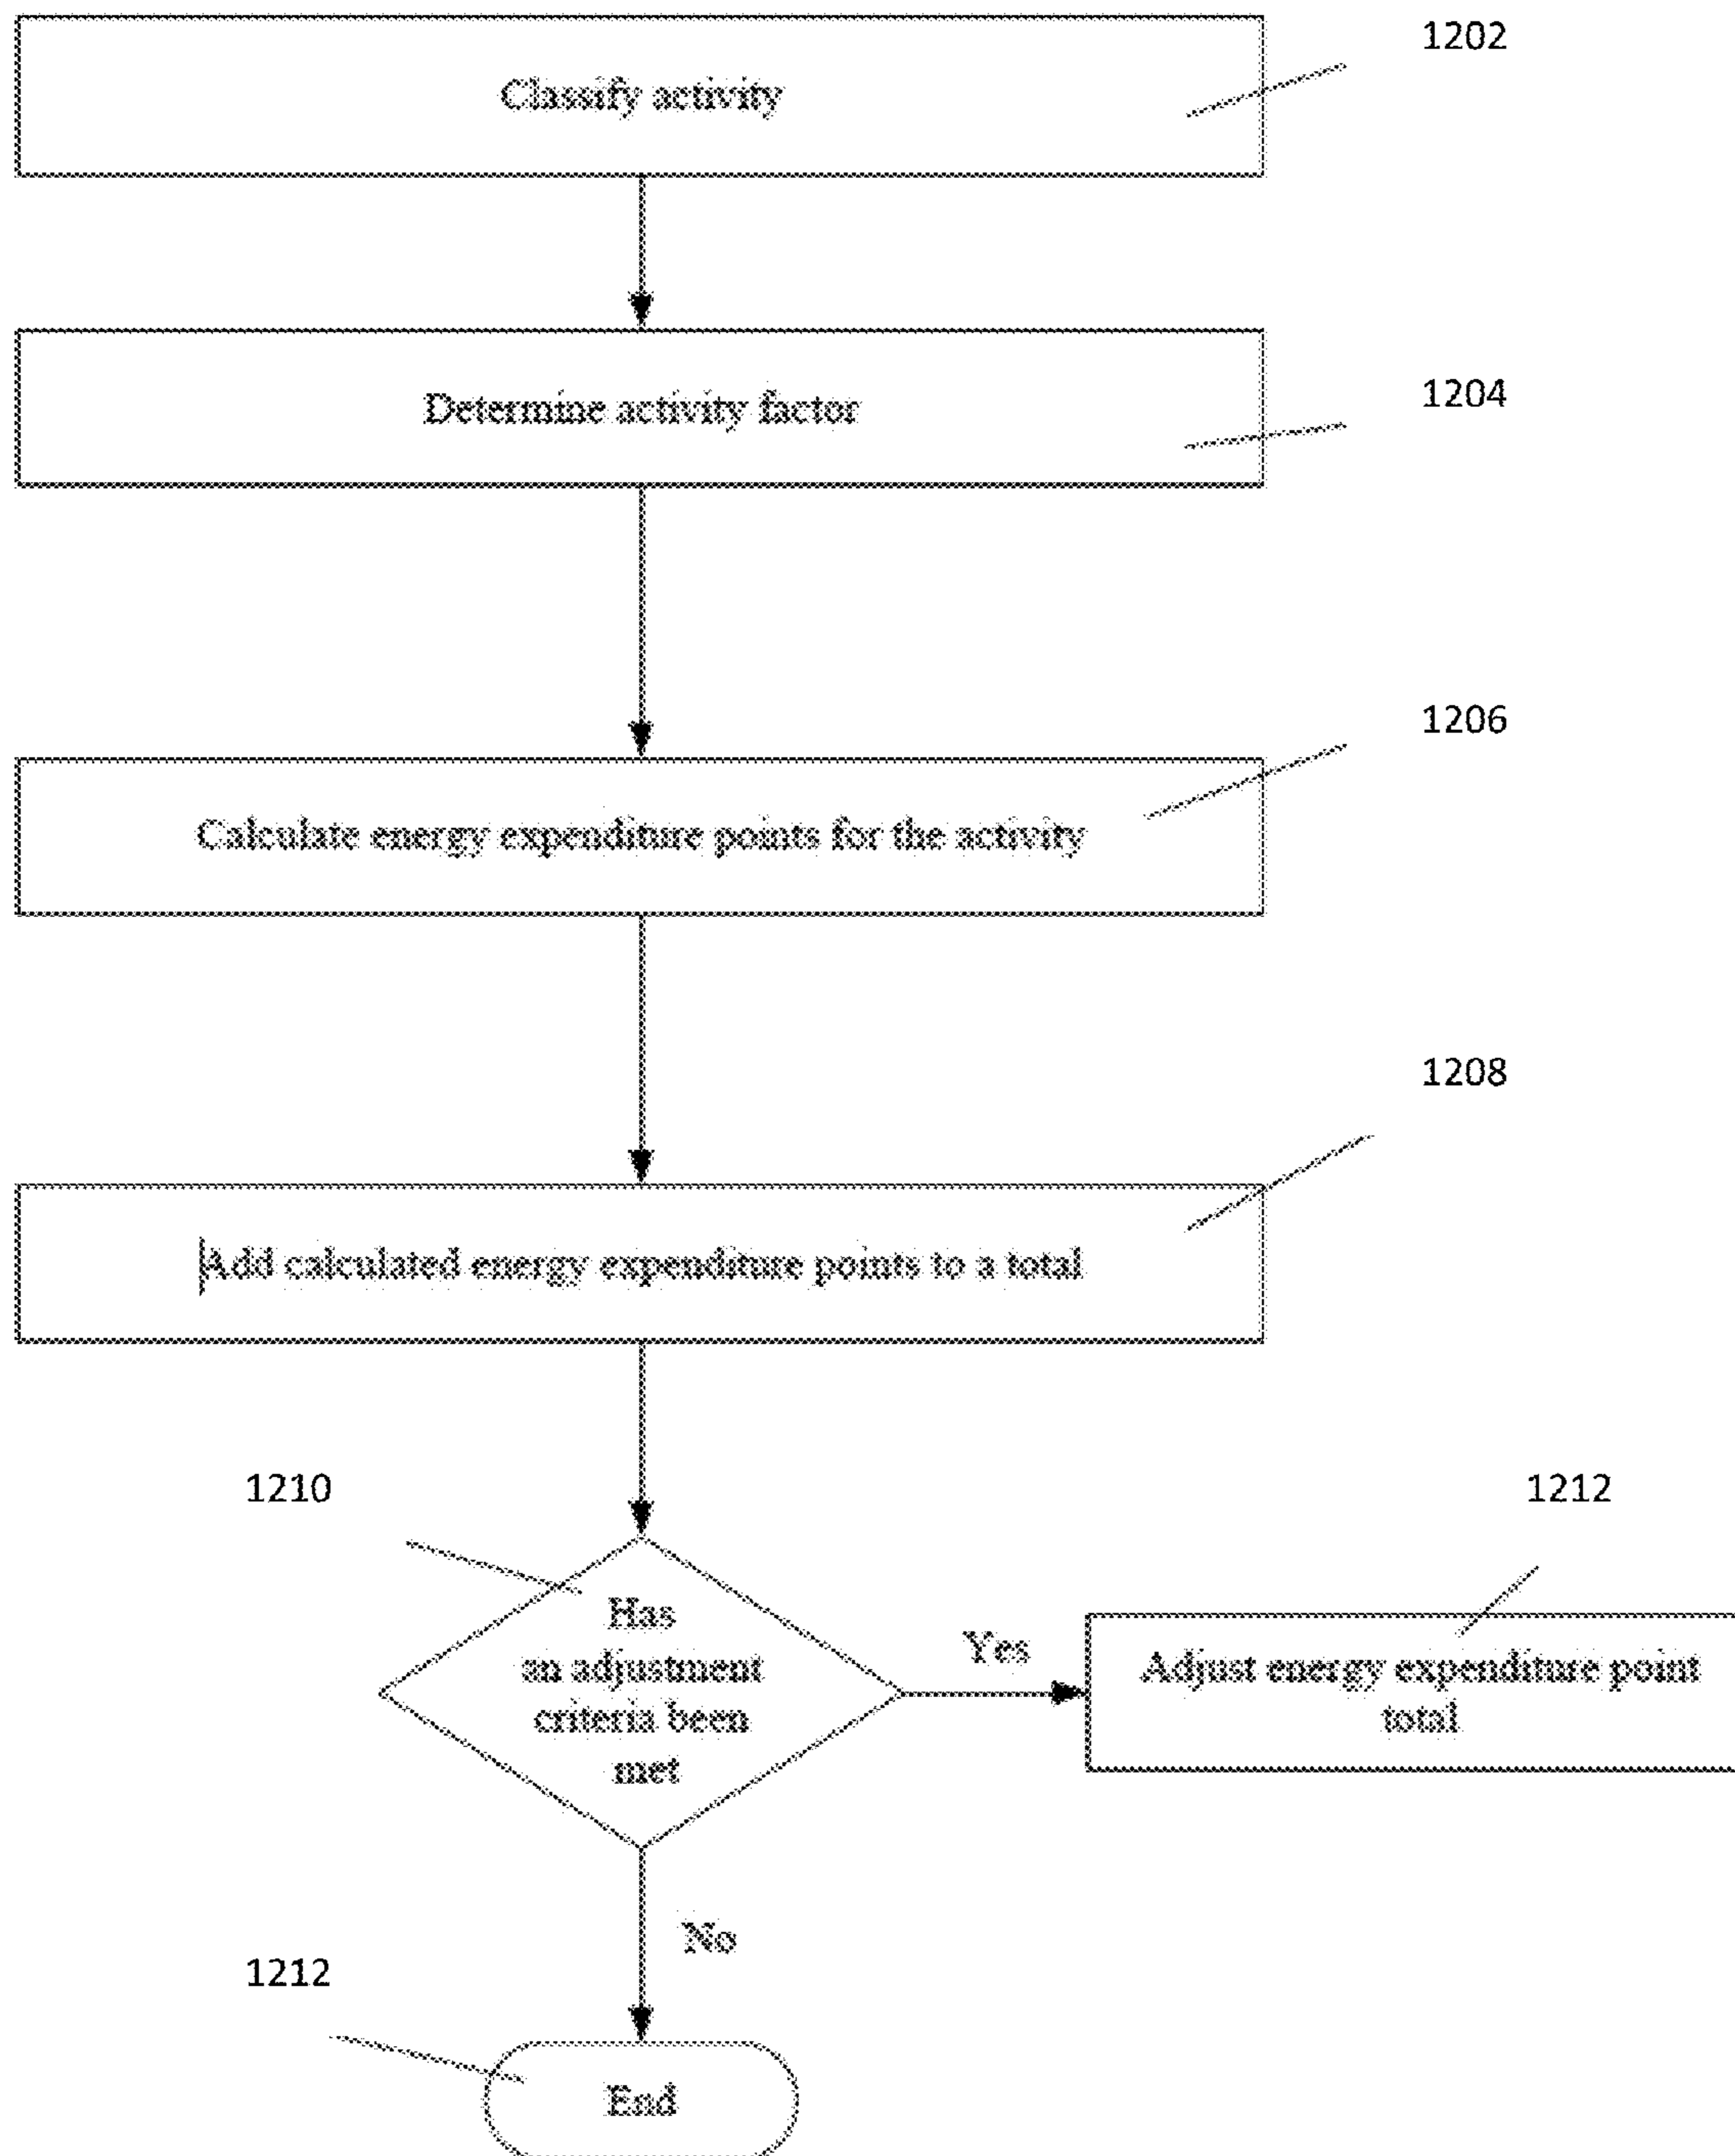 1202
Classify activity
1204
Determine activity factor
1206
Calculate energy expenditure points for the activity
1208
Add calculated energy expenditure points to a total
1210
1212
Has
an adjustment
criteria been
met
Yes
Adjust energy expenditure point
total
No
1212
End